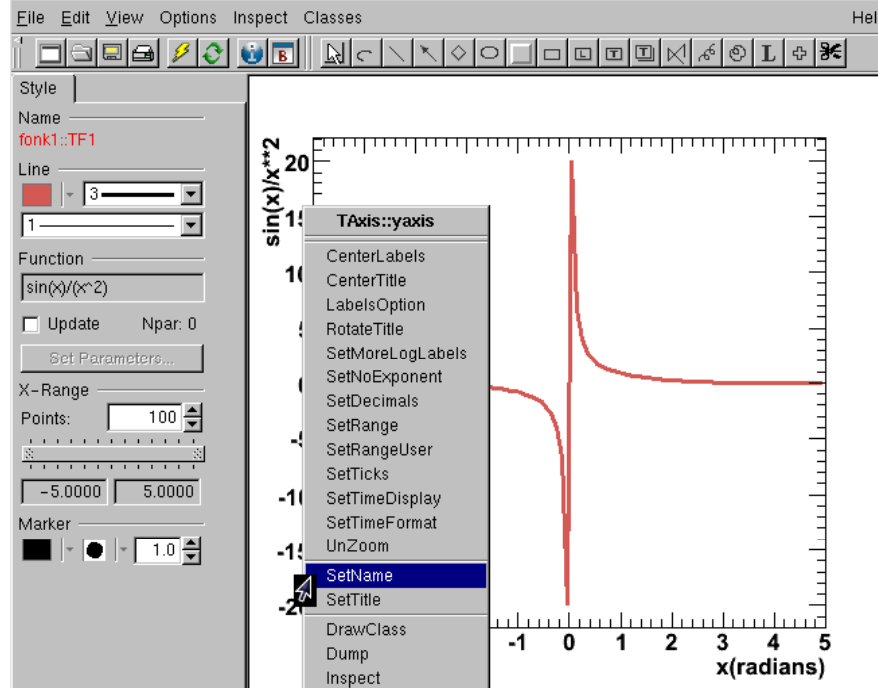 File Edit View Options Inspect Classes Hel
B L T T L
Style
Name
fonk1::TF1
Line
3
1
Function
sin(x)/(x^2)
Update Npar: 0
Set Parameters...
X-Range
Points: 100
-5.0000 5.0000
Marker
1.0
sin(x)/x**2
20
15
10
-5
-10
-15
-20
TAxis::yaxis
CenterLabels
CenterTitle
LabelsOption
RotateTitle
SetMoreLogLabels
SetNoExponent
SetDecimals
SetRange
SetRangeUser
SetTicks
SetTimeDisplay
SetTimeFormat
UnZoom
SetName
SetTitle
DrawClass
Dump
Inspect
-1 0 1 2 3 4 5
x(radians)